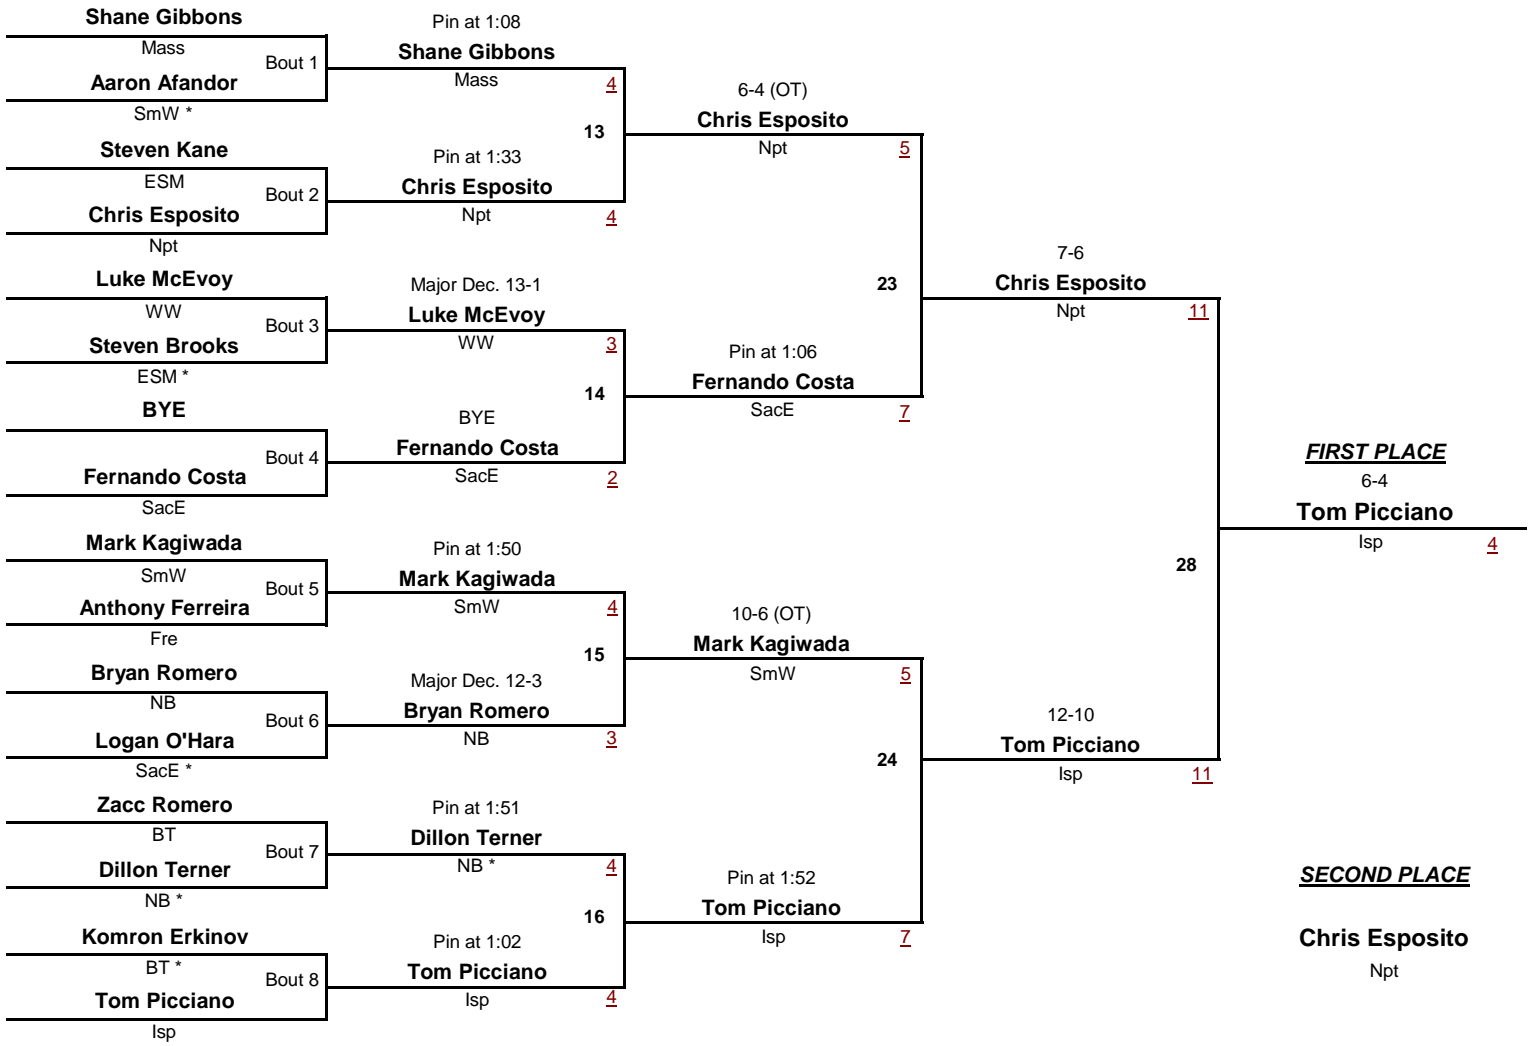 Shane Gibbons
Mass
Bout 1
Aaron Afandor
SmW *
Steven Kane
ESM
Bout 2
Chris Esposito
Npt
Luke McEvoy
WW
Bout 3
Steven Brooks
ESM *
BYE
Bout 4
Fernando Costa
SacE
Mark Kagiwada
SmW
Bout 5
Anthony Ferreira
Fre
Bryan Romero
NB
Bout 6
Logan O'Hara
SacE *
Zacc Romero
BT
Bout 7
Dillon Terner
NB *
Komron Erkinov
BT *
Bout 8
Tom Picciano
Isp
Pin at 1:08
Shane Gibbons
Mass
4
13
Pin at 1:33
Chris Esposito
Npt
4
Major Dec. 13-1
Luke McEvoy
WW
3
14
BYE
Fernando Costa
SacE
2
Pin at 1:50
Mark Kagiwada
SmW
4
15
Major Dec. 12-3
Bryan Romero
NB
3
Pin at 1:51
Dillon Terner
NB *
4
16
Pin at 1:02
Tom Picciano
Isp
4
6-4 (OT)
Chris Esposito
Npt
5
23
Pin at 1:06
Fernando Costa
SacE
7
10-6 (OT)
Mark Kagiwada
SmW
5
24
Pin at 1:52
Tom Picciano
Isp
7
7-6
Chris Esposito
Npt
11
28
12-10
Tom Picciano
Isp
11
FIRST PLACE
6-4
Tom Picciano
Isp
4
SECOND PLACE
Chris Esposito
Npt